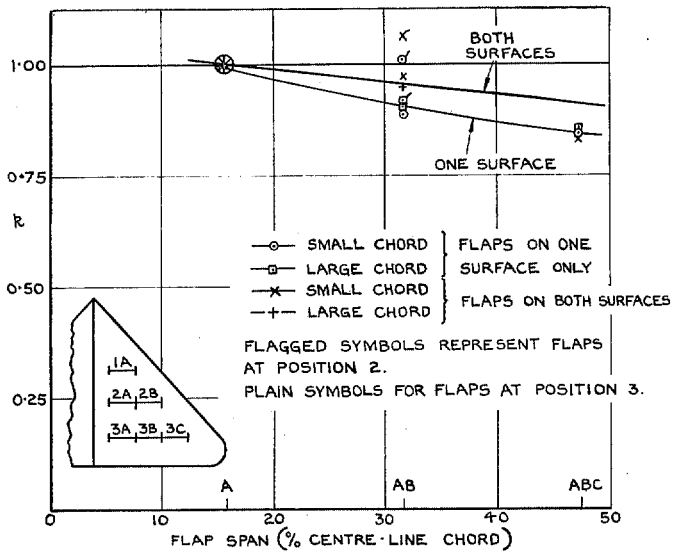 BOTH
SURFACES
1·00
0·75
k
0·50
0·25
0
ONE SURFACE
SMALL CHORD
LARGE CHORD
FLAPS ON ONE
SURFACE ONLY
SMALL CHORD
LARGE CHORD
FLAPS ON BOTH SURFACES
FLAGGED SYMBOLS REPRESENT FLAPS
AT POSITION 2.
PLAIN SYMBOLS FOR FLAPS AT POSITION 3.
1A
2A 2B
3A 3B 3C
A AB ABC
0 10 20 30 40 50
FLAP SPAN (% CENTRE-LINE CHORD)